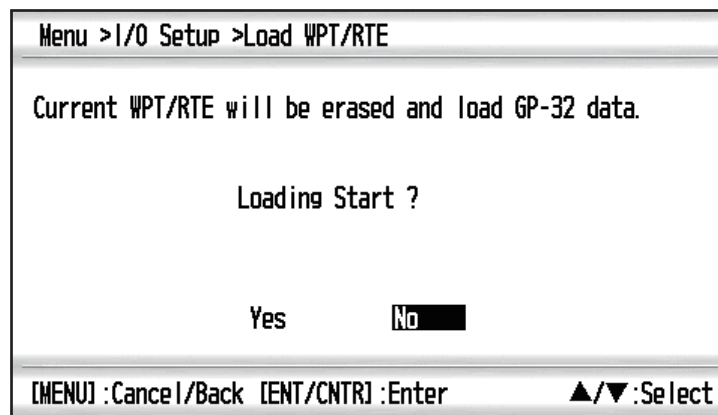 Menu >I/O Setup >Load WPT/RTE
Current WPT/RTE will be erased and load GP-32 data.
Loading Start ?
Yes No
[MENU] :Cancel/Back [ENT/CNTR] :Enter ▲/▼:Select